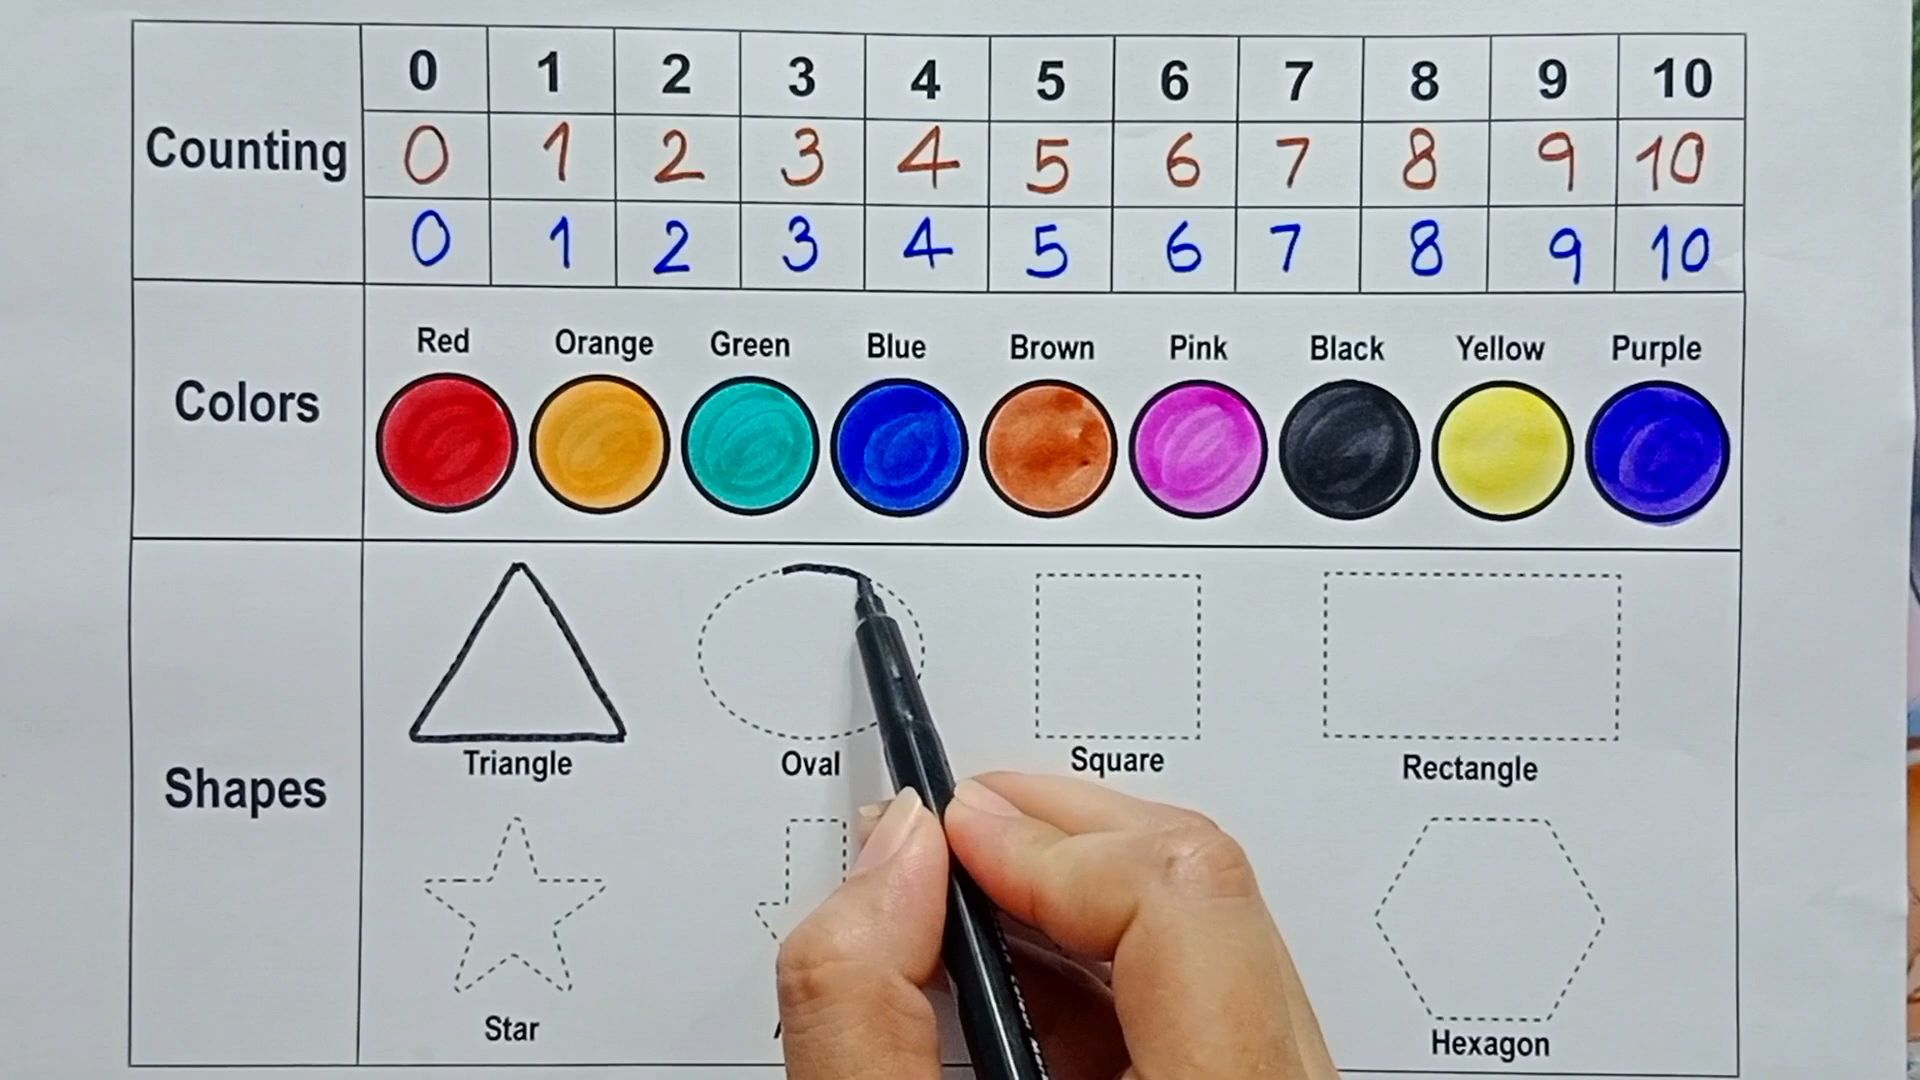 Counting
0 1 2 3 4 5 6 7 8 9 10
0 1 2 3 4 5 6 7 8 9 10
0 1 2 3 4 5 6 7 8 9 10
Colors
Red Orange Green Blue Brown Pink Black Yellow Purple
Shapes
Triangle Oval Square Rectangle
Star Hexagon